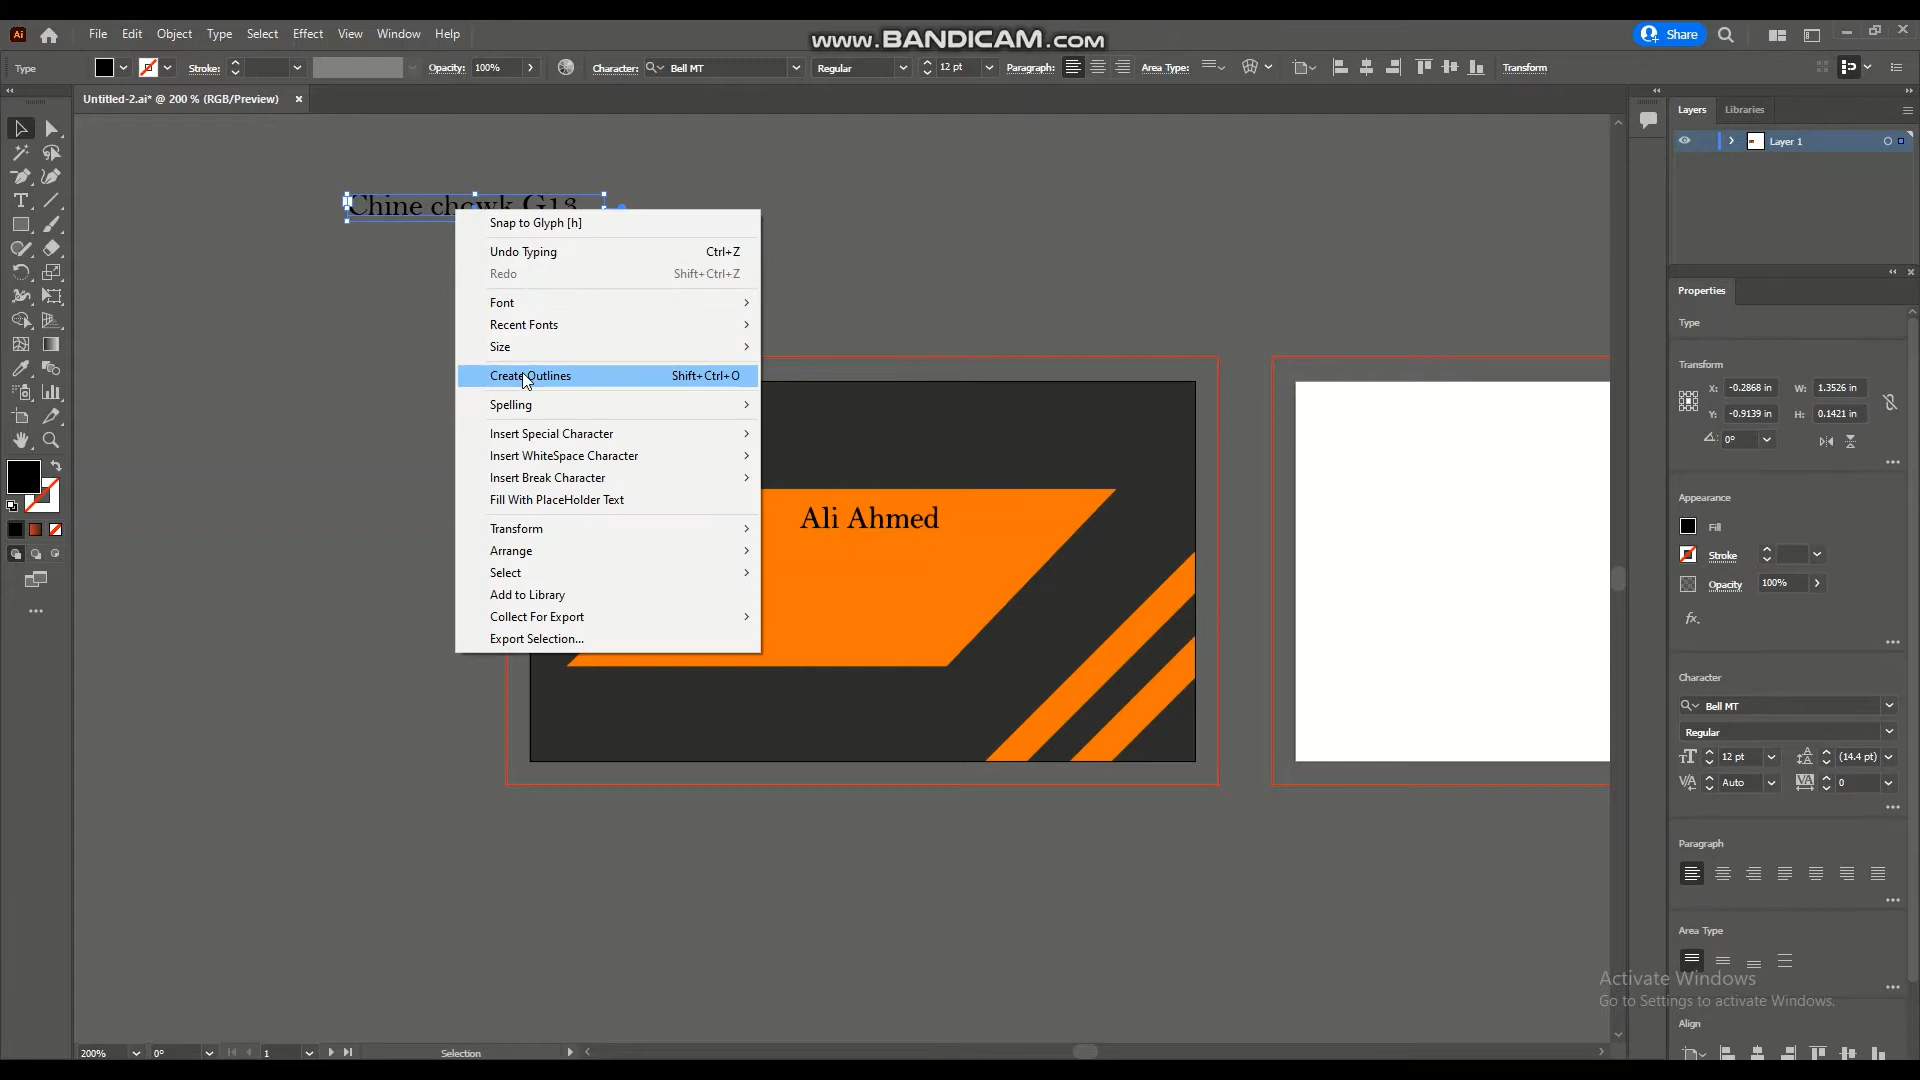 www.BANDICAM.com
Ai File Edit Object Type Select Effect View Window Help Share
Type Stroke: Opacity: 100% Character: Bell MT Regular 12 pt Paragraph: Area Type: Transform
Untitled-2.ai* @ 200 % (RGB/Preview)
Chine chowk G13
Snap to Glyph [h]
Undo Typing Ctrl+Z
Redo Shift+Ctrl+Z
Font
Recent Fonts
Size
Create Outlines Shift+Ctrl+O
Spelling
Insert Special Character
Insert WhiteSpace Character
Insert Break Character
Fill With PlaceHolder Text
Transform
Arrange
Select
Add to Library
Collect For Export
Export Selection...
Ali Ahmed
Layers Libraries
Layer 1
Properties
Type
Transform
X: -0.2868 in W: 1.3526 in
Y: -0.9139 in H: 0.1421 in
0°
Appearance
Fill
Stroke
Opacity 100%
fx.
Character
Bell MT
Regular
12 pt (14.4 pt)
Auto 0
Paragraph
Area Type
Activate Windows
Go to Settings to activate Windows.
Align
200% 0° 1 Selection